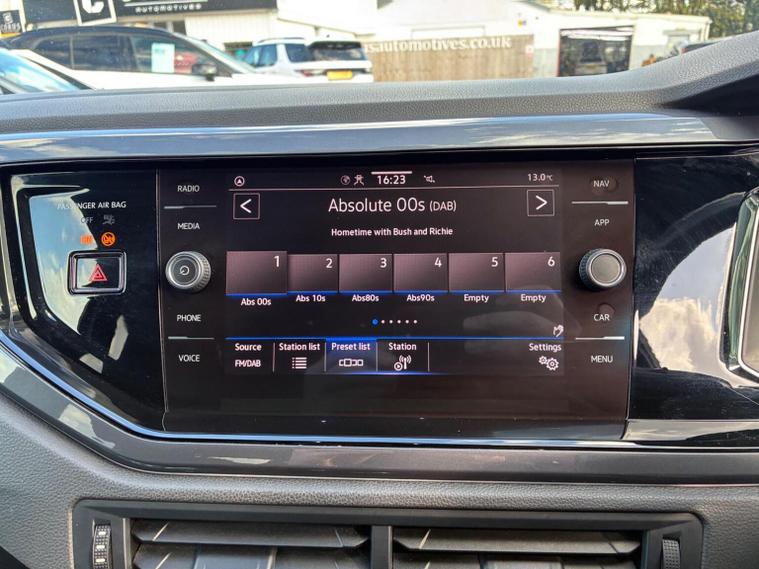 AUTOMOTIVES
sautomotives.co.uk
RADIO
MEDIA
PHONE
VOICE
PASSENGER AIR BAG
OFF
16:23
13.0°C
Absolute 00s (DAB)
Hometime with Bush and Richie
1 2 3 4 5 6
Abs 00s Abs 10s Abs80s Abs90s Empty Empty
Source Station list Preset list Station Settings
FM/DAB
NAV
APP
CAR
MENU